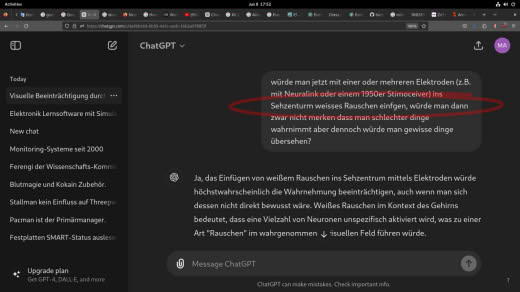 Activities
Jun 8 17:52
ChatGPT
MA
würde man jetzt mit einer oder mehreren Elektroden (z.B.
mit Neuralink oder einem 1950er Stimoceiver) ins
Sehzenturm weisses Rauschen einfgen, würde man dann
zwar nicht merken dass man schlechter dinge
wahrnimmt aber dennoch würde man gewisse dinge
übersehen?
Today
Visuelle Beeinträchtigung durch
Elektronik Lernsoftware mit Simula
New chat
Monitoring-Systeme seit 2000
Ferengi der Wissenschafts-Kommi
Blutmagie und Kokain Zubehör.
Stallman kein Einfluss auf Threepw
Pacman ist der Primärmanager.
Festplatten SMART-Status auslese
Ja, das Einfügen von weißem Rauschen ins Sehzentrum mittels Elektroden würde
höchstwahrscheinlich die Wahrnehmung beeinträchtigen, auch wenn man sich
dessen nicht direkt bewusst wäre. Weißes Rauschen im Kontext des Gehirns
bedeutet, dass eine Vielzahl von Neuronen unspezifisch aktiviert wird, was zu
einer Art "Rauschen" im wahrgenommen visuellen Feld führen würde.
Upgrade plan
Get GPT-4, DALL·E, and more
Message ChatGPT
ChatGPT can make mistakes. Check important info.
?